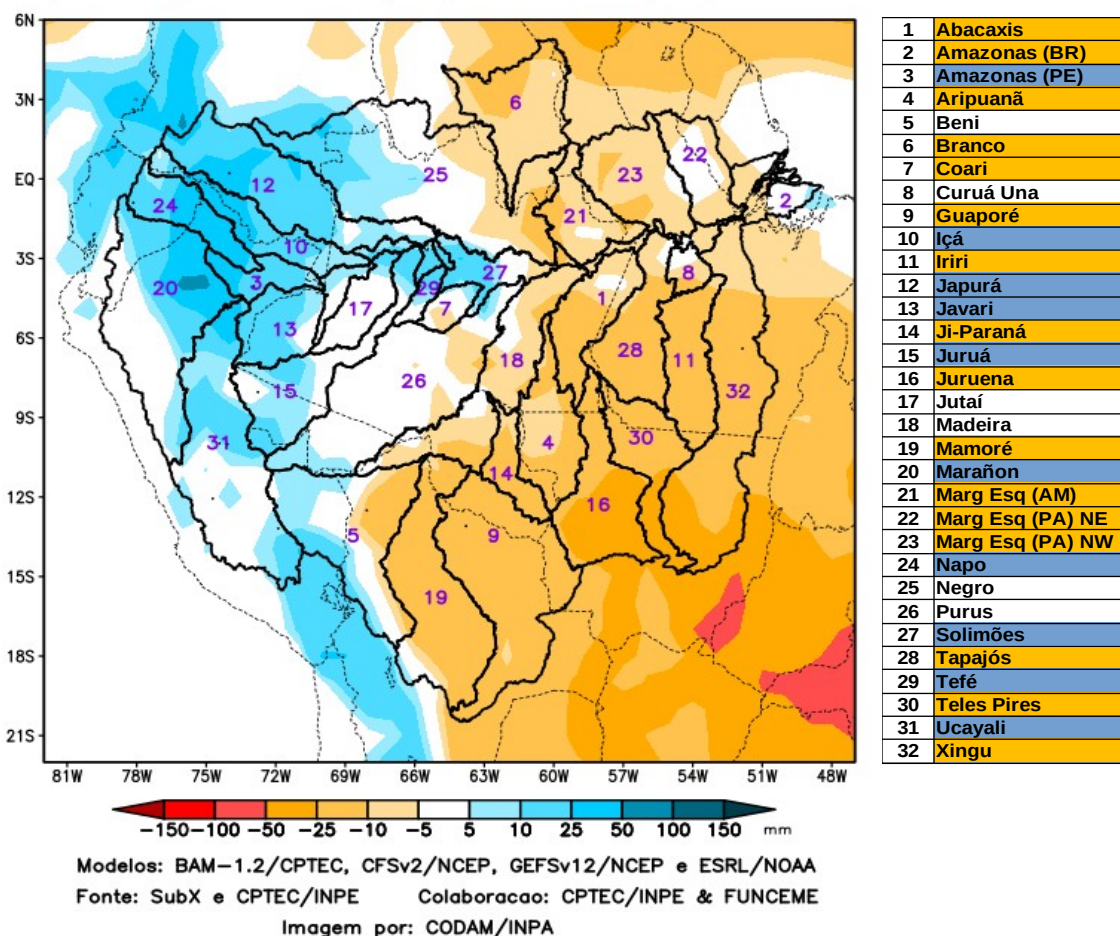 6N
3N
EQ
3S
6S
9S
12S
15S
18S
21S
81W 78W 75W 72W 69W 66W 63W 60W 57W 54W 51W 48W
6
22
23
25
12
24
2
21
10
27
8
20
3
29
7
1
17
13
28
11
18
26
15
32
30
31
4
14
16
5
9
19
-150 -100 -50 -25 -10 -5 5 10 25 50 100 150 mm
Modelos: BAM-1.2/CPTEC, CFSv2/NCEP, GEFSv12/NCEP e ESRL/NOAA
Fonte: SubX e CPTEC/INPE Colaboracao: CPTEC/INPE & FUNCEME
Imagem por: CODAM/INPA
1 Abacaxis
2 Amazonas (BR)
3 Amazonas (PE)
4 Aripuanã
5 Beni
6 Branco
7 Coari
8 Curuá Una
9 Guaporé
10 Içá
11 Iriri
12 Japurá
13 Javari
14 Ji-Paraná
15 Juruá
16 Juruena
17 Jutaí
18 Madeira
19 Mamoré
20 Marañon
21 Marg Esq (AM)
22 Marg Esq (PA) NE
23 Marg Esq (PA) NW
24 Napo
25 Negro
26 Purus
27 Solimões
28 Tapajós
29 Tefé
30 Teles Pires
31 Ucayali
32 Xingu